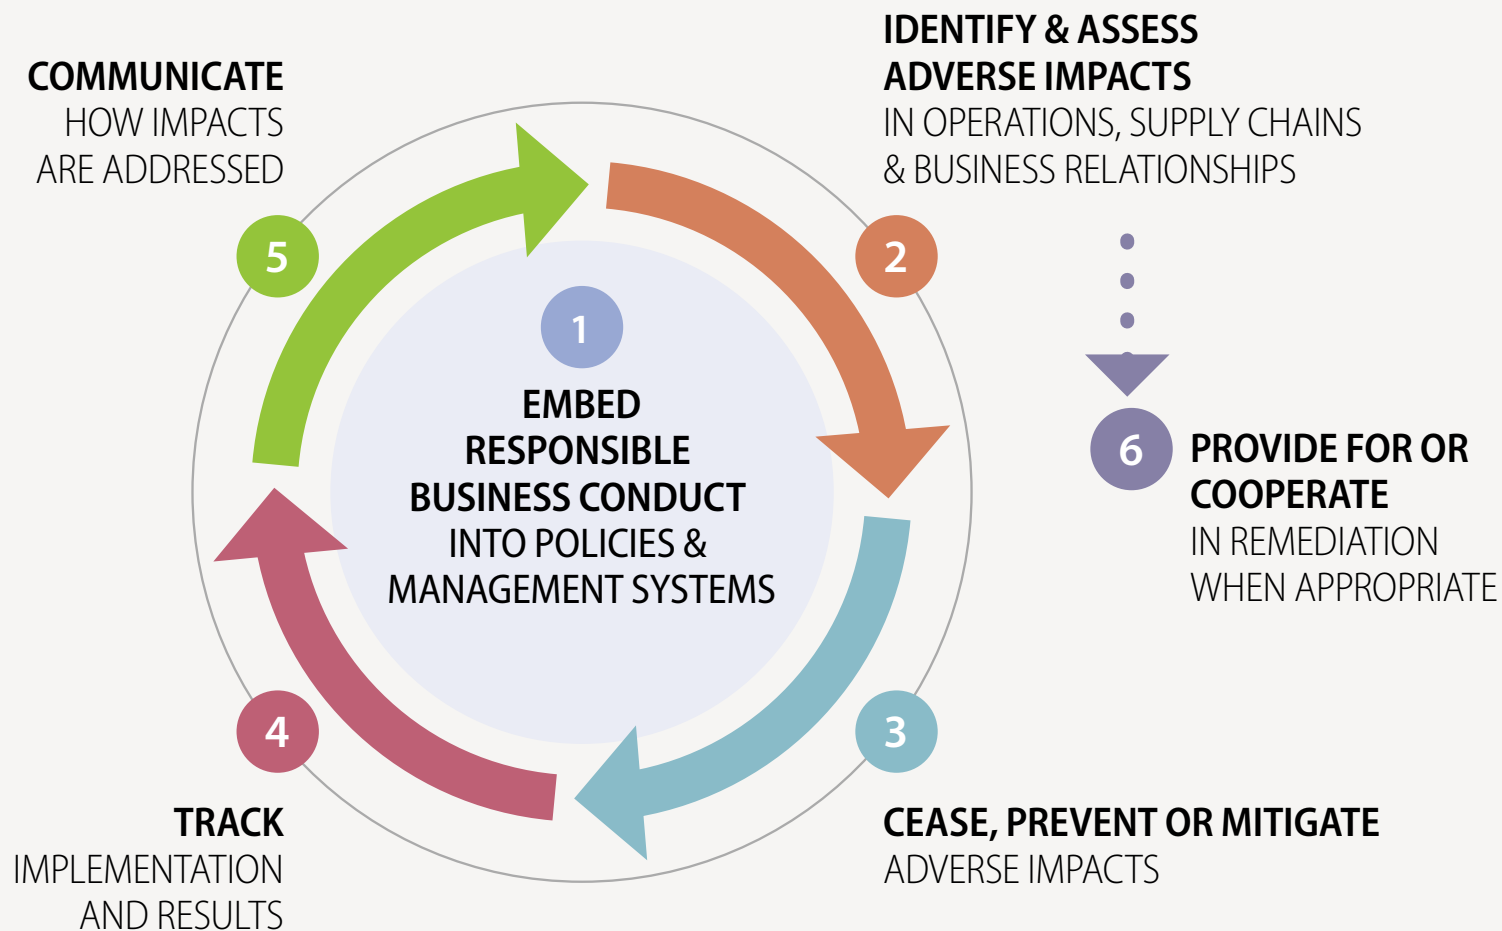 1
EMBED
RESPONSIBLE
BUSINESS CONDUCT
INTO POLICIES &
MANAGEMENT SYSTEMS
2
IDENTIFY & ASSESS
ADVERSE IMPACTS
IN OPERATIONS, SUPPLY CHAINS
& BUSINESS RELATIONSHIPS
3
CEASE, PREVENT OR MITIGATE
ADVERSE IMPACTS
4
TRACK
IMPLEMENTATION
AND RESULTS
5
COMMUNICATE
HOW IMPACTS
ARE ADDRESSED
6
PROVIDE FOR OR
COOPERATE
IN REMEDIATION
WHEN APPROPRIATE